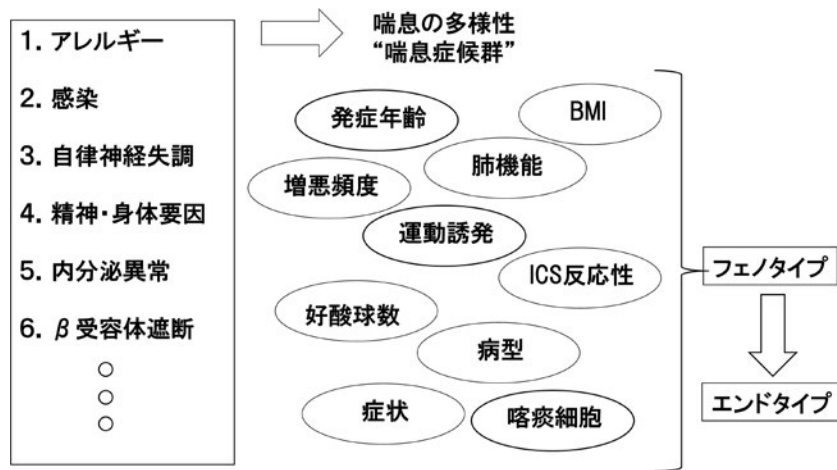 1. アレルギー
2. 感染
3. 自律神経失調
4. 精神・身体要因
5. 内分泌異常
6. β受容体遮断
○
○
○
喘息の多様性
“喘息症候群”
発症年齢
BMI
肺機能
増悪頻度
運動誘発
ICS反応性
好酸球数
病型
症状
喀痰細胞
フェノタイプ
エンドタイプ